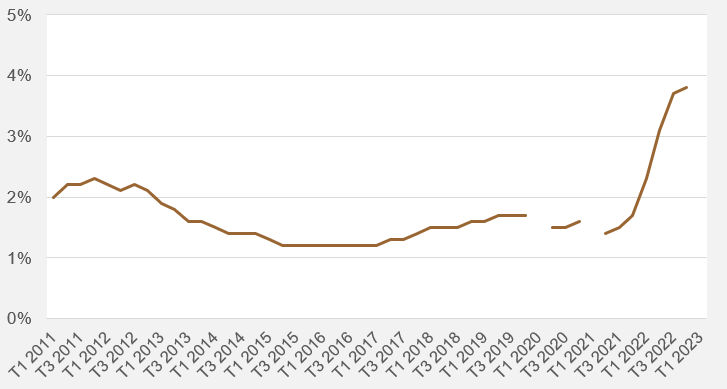 5%
4%
3%
2%
1%
0%
T1 2011
T3 2011
T1 2012
T3 2012
T1 2013
T3 2013
T1 2014
T3 2014
T1 2015
T3 2015
T1 2016
T3 2016
T1 2017
T3 2017
T1 2018
T3 2018
T1 2019
T3 2019
T1 2020
T3 2020
T1 2021
T3 2021
T1 2022
T3 2022
T1 2023